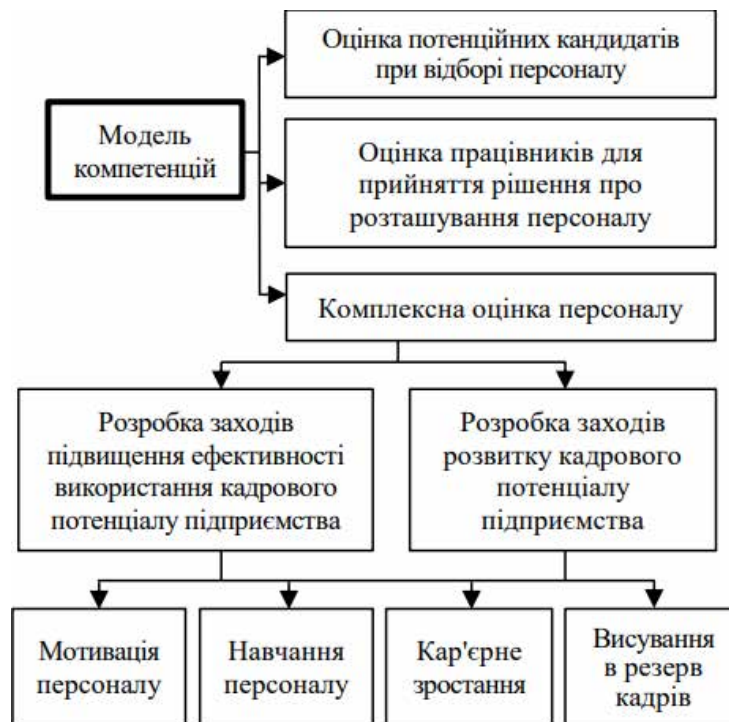 Оцінка потенційних кандидатів
при відборі персоналу
Модель
компетенцій
Оцінка працівників для
прийняття рішення про
розташування персоналу
Комплексна оцінка персоналу
Розробка заходів
підвищення ефективності
використання кадрового
потенціалу підприємства
Розробка заходів
розвитку кадрового
потенціалу
підприємства
Мотивація
персоналу
Навчання
персоналу
Кар'єрне
зростання
Висування
в резерв
кадрів